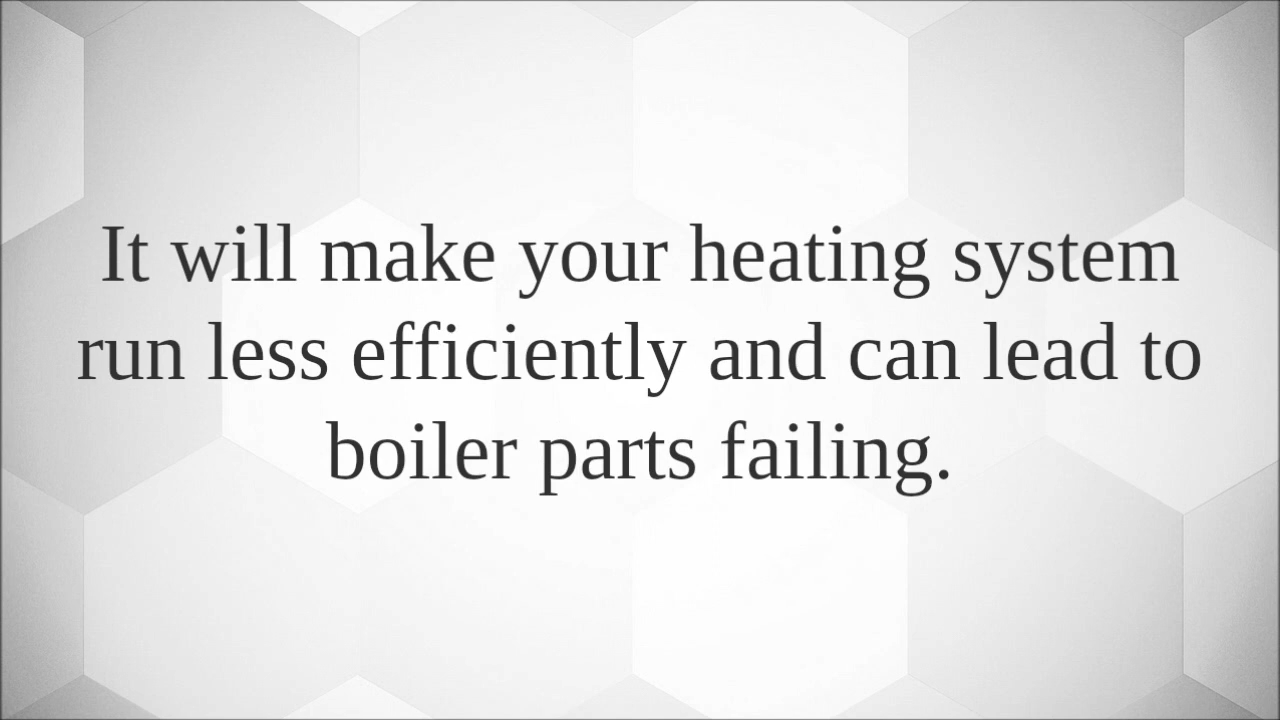 It will make your heating system
run less efficiently and can lead to
boiler parts failing.